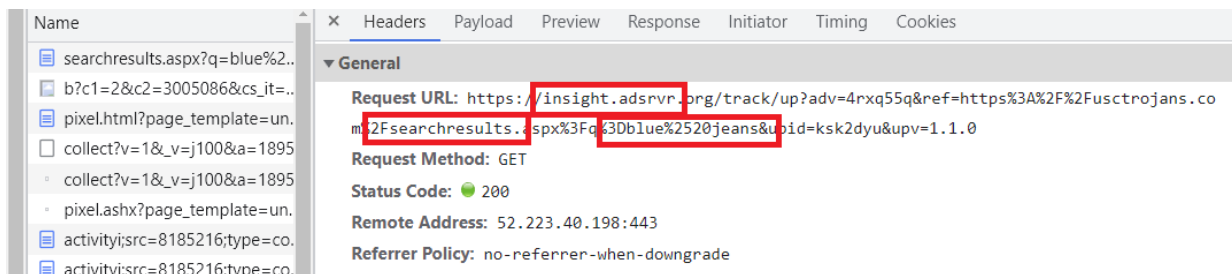 Name
searchresults.aspx?q=blue%2..
b?c1=2&c2=3005086&cs_it=..
pixel.html?page_template=un.
collect?v=1&_v=j100&a=1895
collect?v=1&_v=j100&a=1895
pixel.ashx?page_template=un.
activityi;src=8185216;type=co.
activityi;src=8185216;type=co.
× Headers Payload Preview Response Initiator Timing Cookies
▼ General
Request URL: https://insight.adsrvr.org/track/up?adv=4rxq55q&ref=https%3A%2F%2Fusctrojans.co
m%2Fsearchresults.aspx%3Fq%3Dblue%2520jeans&upid=ksk2dyu&upv=1.1.0
Request Method: GET
Status Code: 200
Remote Address: 52.223.40.198:443
Referrer Policy: no-referrer-when-downgrade